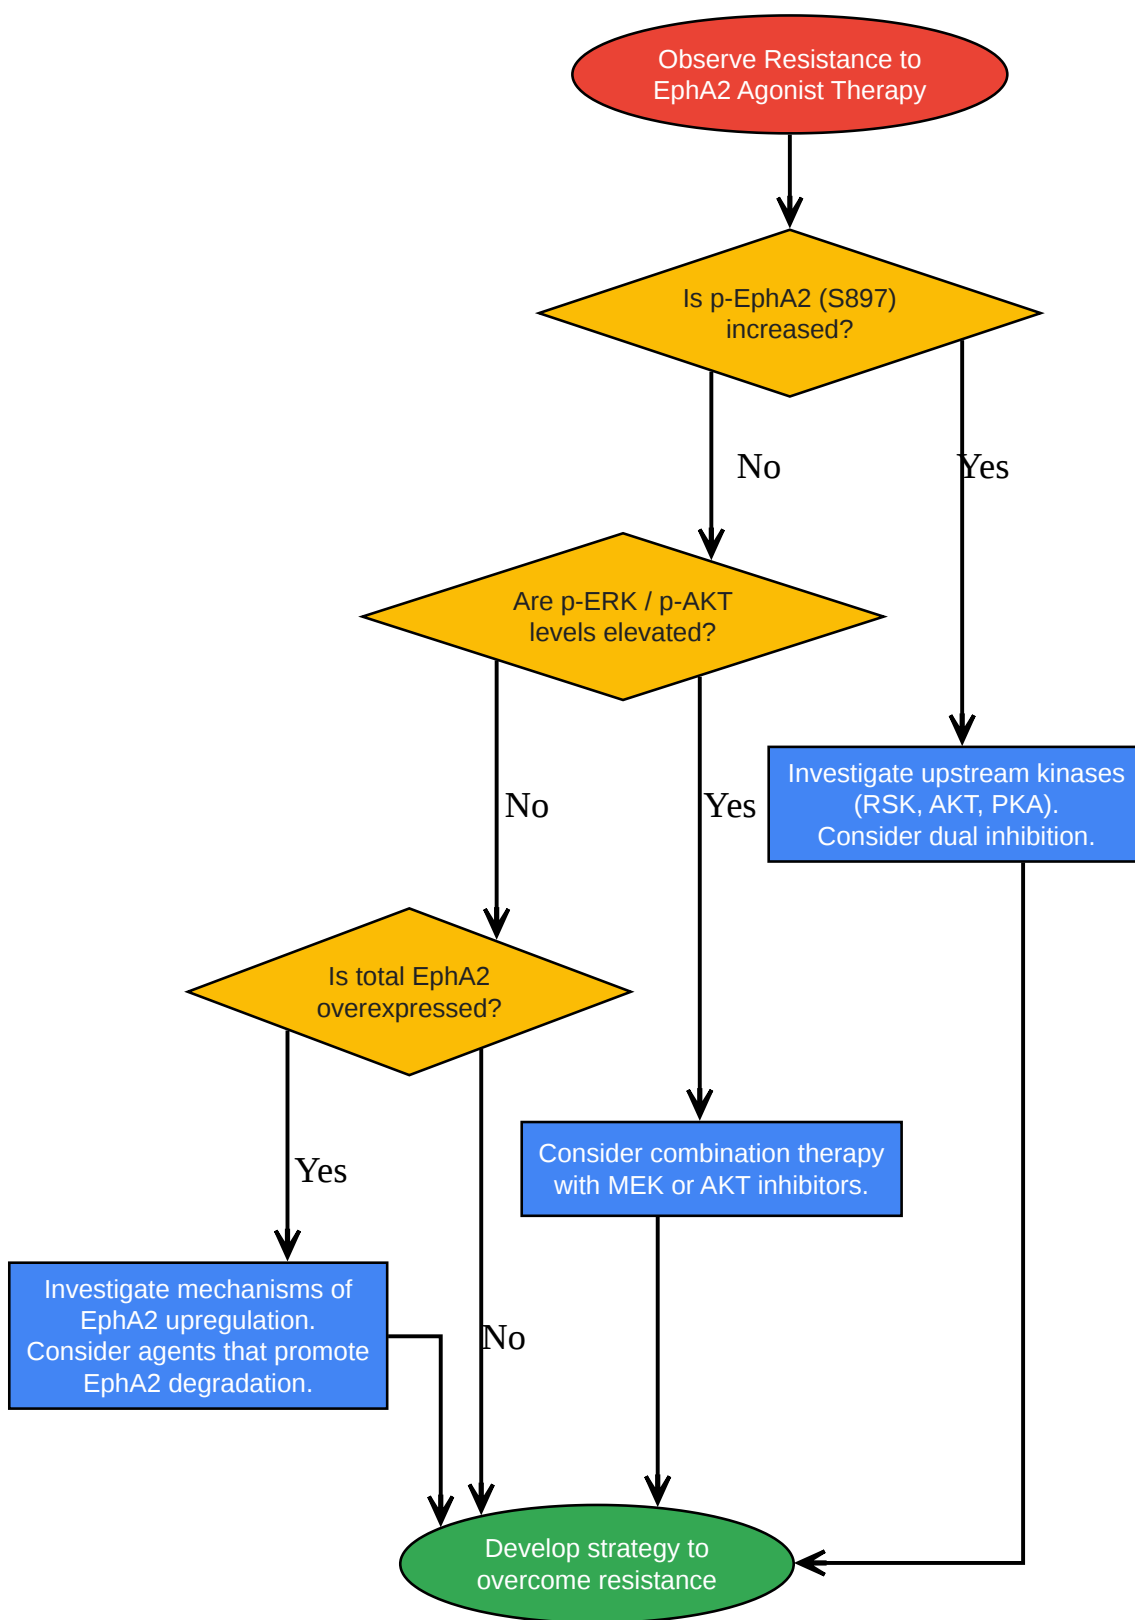 Observe Resistance to
EphA2 Agonist Therapy
Is p-EphA2 (S897)
increased?
No
Yes
Are p-ERK / p-AKT
levels elevated?
Investigate upstream kinases
(RSK, AKT, PKA).
Consider dual inhibition.
No
Yes
Is total EphA2
overexpressed?
Consider combination therapy
with MEK or AKT inhibitors.
Yes
Investigate mechanisms of
EphA2 upregulation.
Consider agents that promote
EphA2 degradation.
No
Develop strategy to
overcome resistance